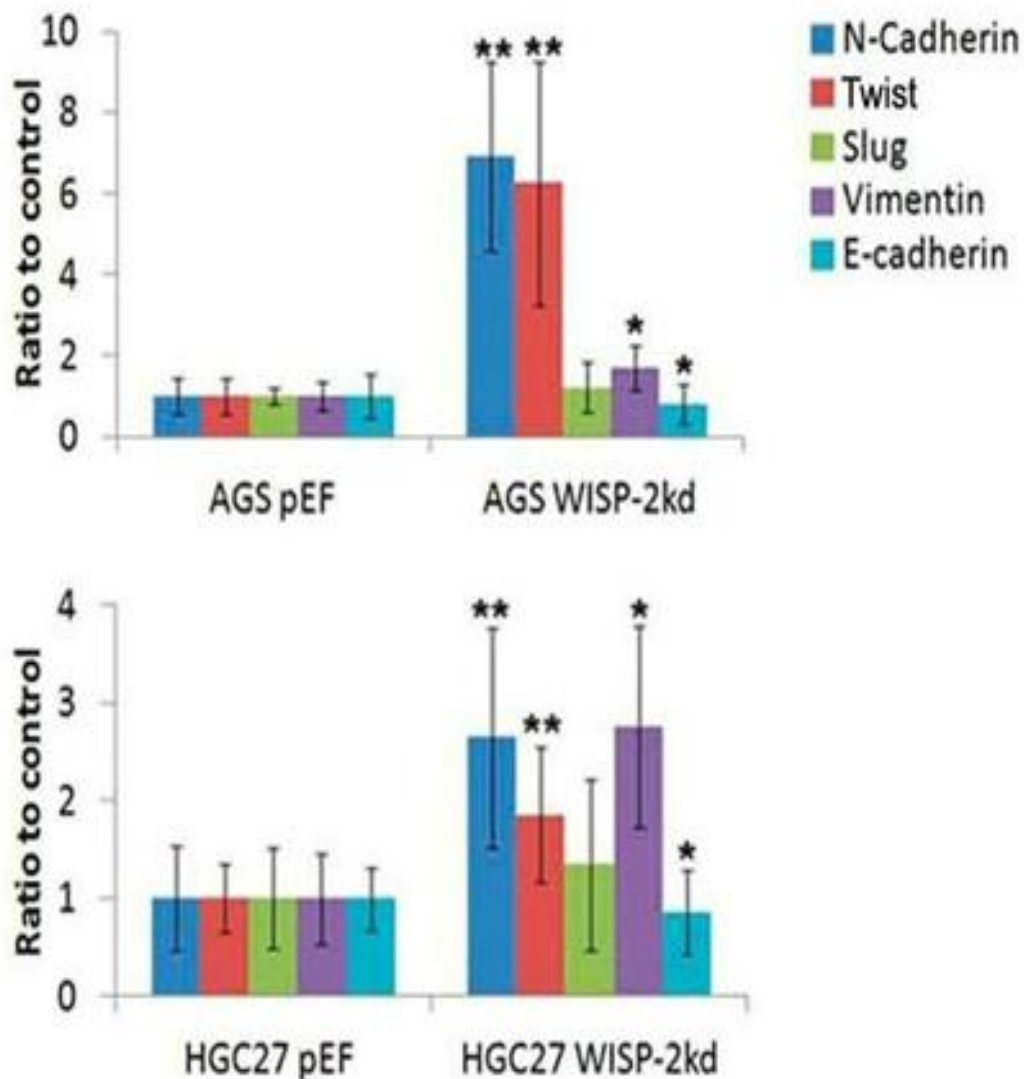 Ratio to control
10
8
6
4
2
0
** **
*
*
AGS pEF
AGS WISP-2kd
N-Cadherin
Twist
Slug
Vimentin
E-cadherin
Ratio to control
4
3
2
1
0
**
**
*
*
HGC27 pEF
HGC27 WISP-2kd